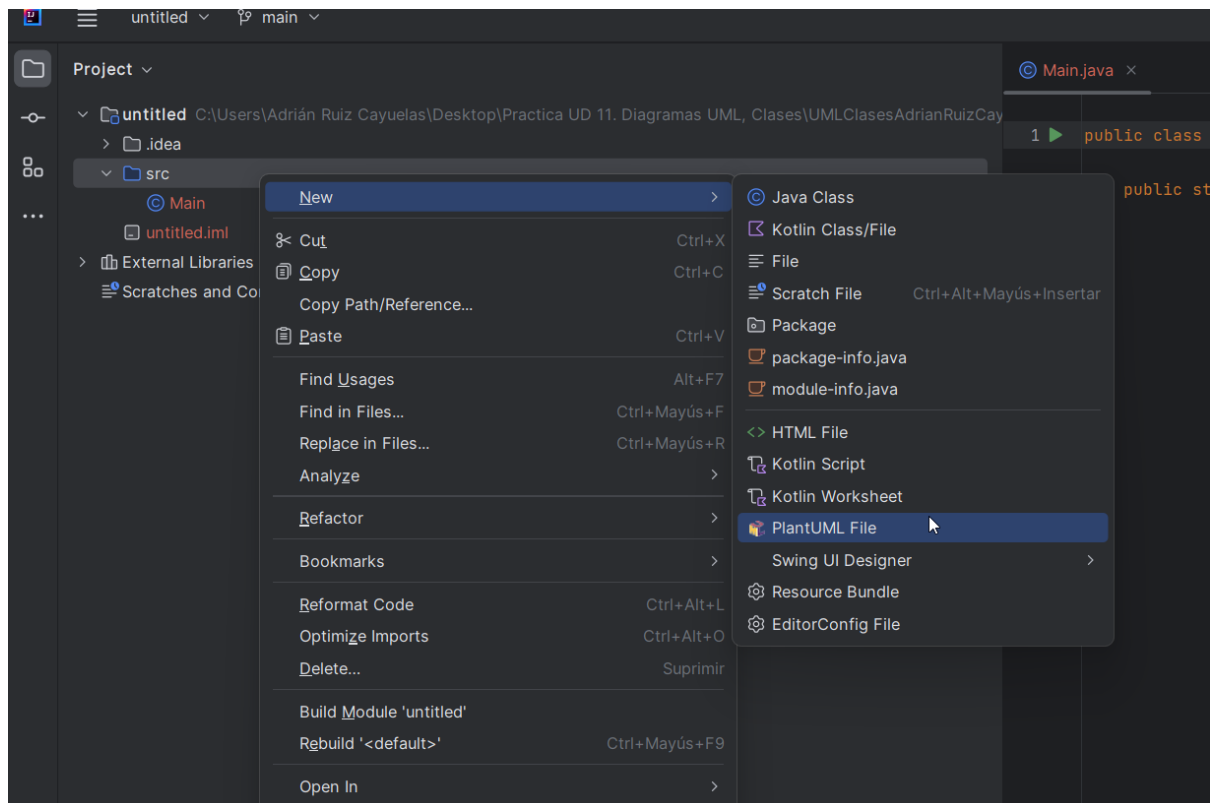 untitled main
Project
Main.java
untitled C:\Users\Adrián Ruiz Cayuelas\Desktop\Practica UD 11. Diagramas UML, Clases\UMLClasesAdrianRuizCay
.idea
1 public class
src
public st
New
Java Class
Main
Kotlin Class/File
untitled.iml
Cut Ctrl+X
File
External Libraries
Copy Ctrl+C
Scratch File Ctrl+Alt+Mayús+Insertar
Scratches and Co
Copy Path/Reference...
Package
Paste Ctrl+V
package-info.java
Find Usages Alt+F7
module-info.java
Find in Files... Ctrl+Mayús+F
HTML File
Replace in Files... Ctrl+Mayús+R
Kotlin Script
Analyze
Kotlin Worksheet
Refactor
PlantUML File
Bookmarks
Swing UI Designer
Reformat Code Ctrl+Alt+L
Resource Bundle
Optimize Imports Ctrl+Alt+O
EditorConfig File
Delete... Suprimir
Build Module 'untitled'
Rebuild '<default>' Ctrl+Mayús+F9
Open In